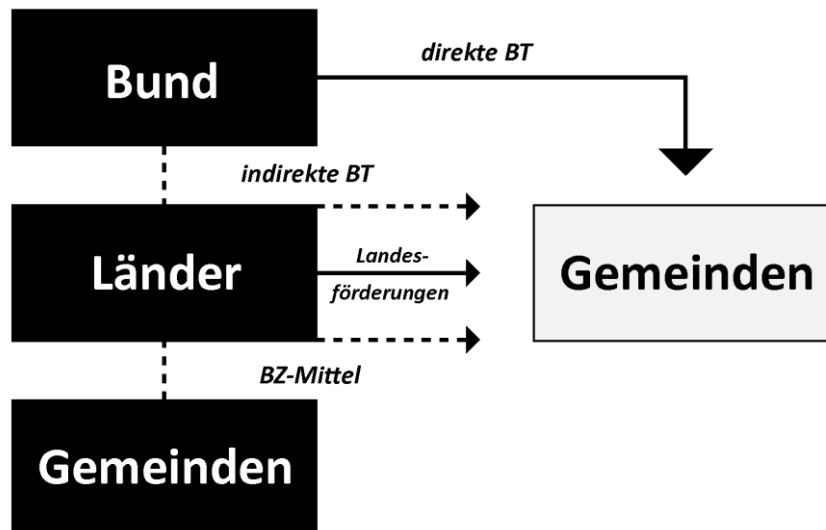 Bund
direkte BT
indirekte BT
Länder
Landes-
förderungen
Gemeinden
BZ-Mittel
Gemeinden